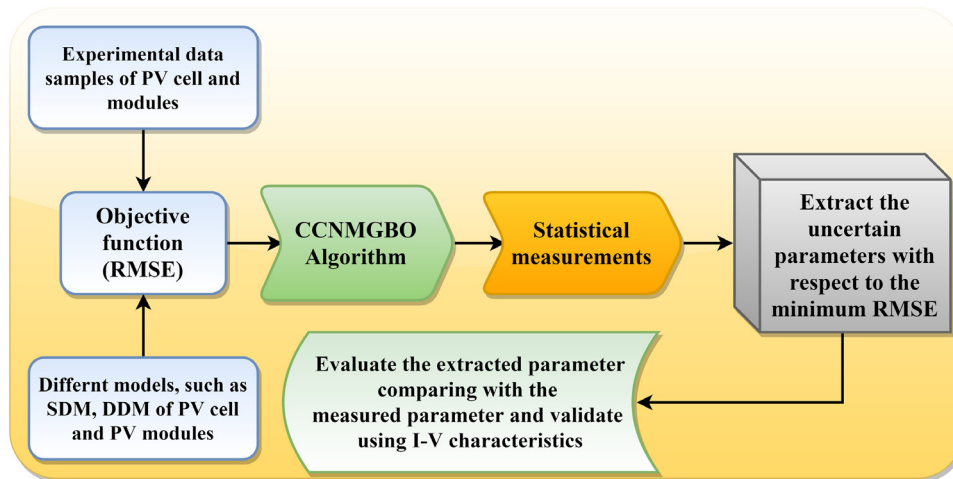 Experimental data
samples of PV cell and
modules
Objective
function
(RMSE)
CCNMGBO
Algorithm
Statistical
measurements
Extract the
uncertain
parameters with
respect to the
minimum RMSE
Differnt models, such as
SDM, DDM of PV cell
and PV modules
Evaluate the extracted parameter
comparing with the
measured parameter and validate
using I-V characteristics